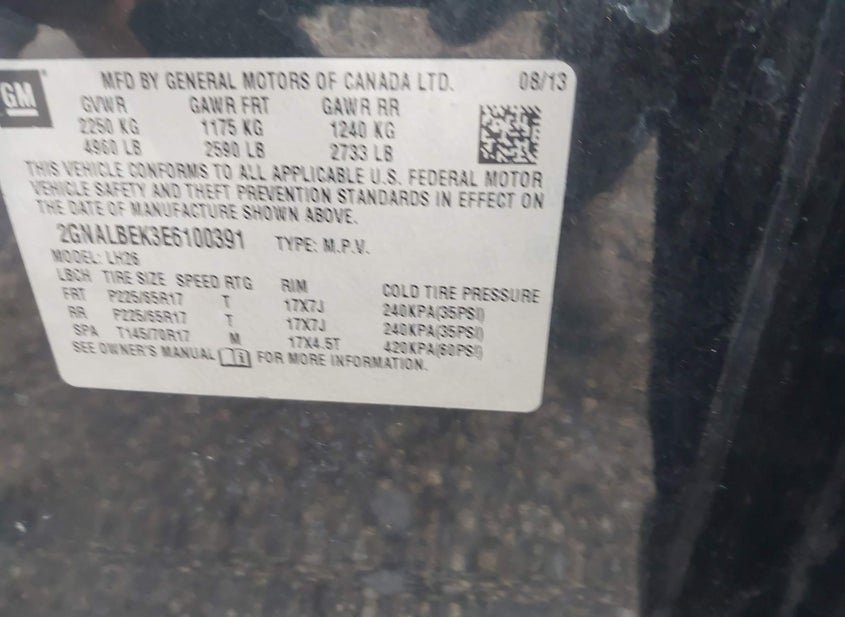 GM
MFD BY GENERAL MOTORS OF CANADA LTD. 08/13
GVWR GAWR FRT GAWR RR
2250 KG 1175 KG 1240 KG
4960 LB 2590 LB 2733 LB
THIS VEHICLE CONFORMS TO ALL APPLICABLE U.S. FEDERAL MOTOR
VEHICLE SAFETY AND THEFT PREVENTION STANDARDS IN EFFECT ON
THE DATE OF MANUFACTURE SHOWN ABOVE.
2GNALBEK3E6100391 TYPE: M.P.V.
MODEL: LH26
LBCH TIRE SIZE SPEED RTG RIM COLD TIRE PRESSURE
FRT P225/65R17 T 17X7J 240KPA(35PSI)
RR P225/65R17 T 17X7J 240KPA(35PSI)
SPA T145/70R17 M 17X4.5T 420KPA(60PSI)
SEE OWNER'S MANUAL FOR MORE INFORMATION.